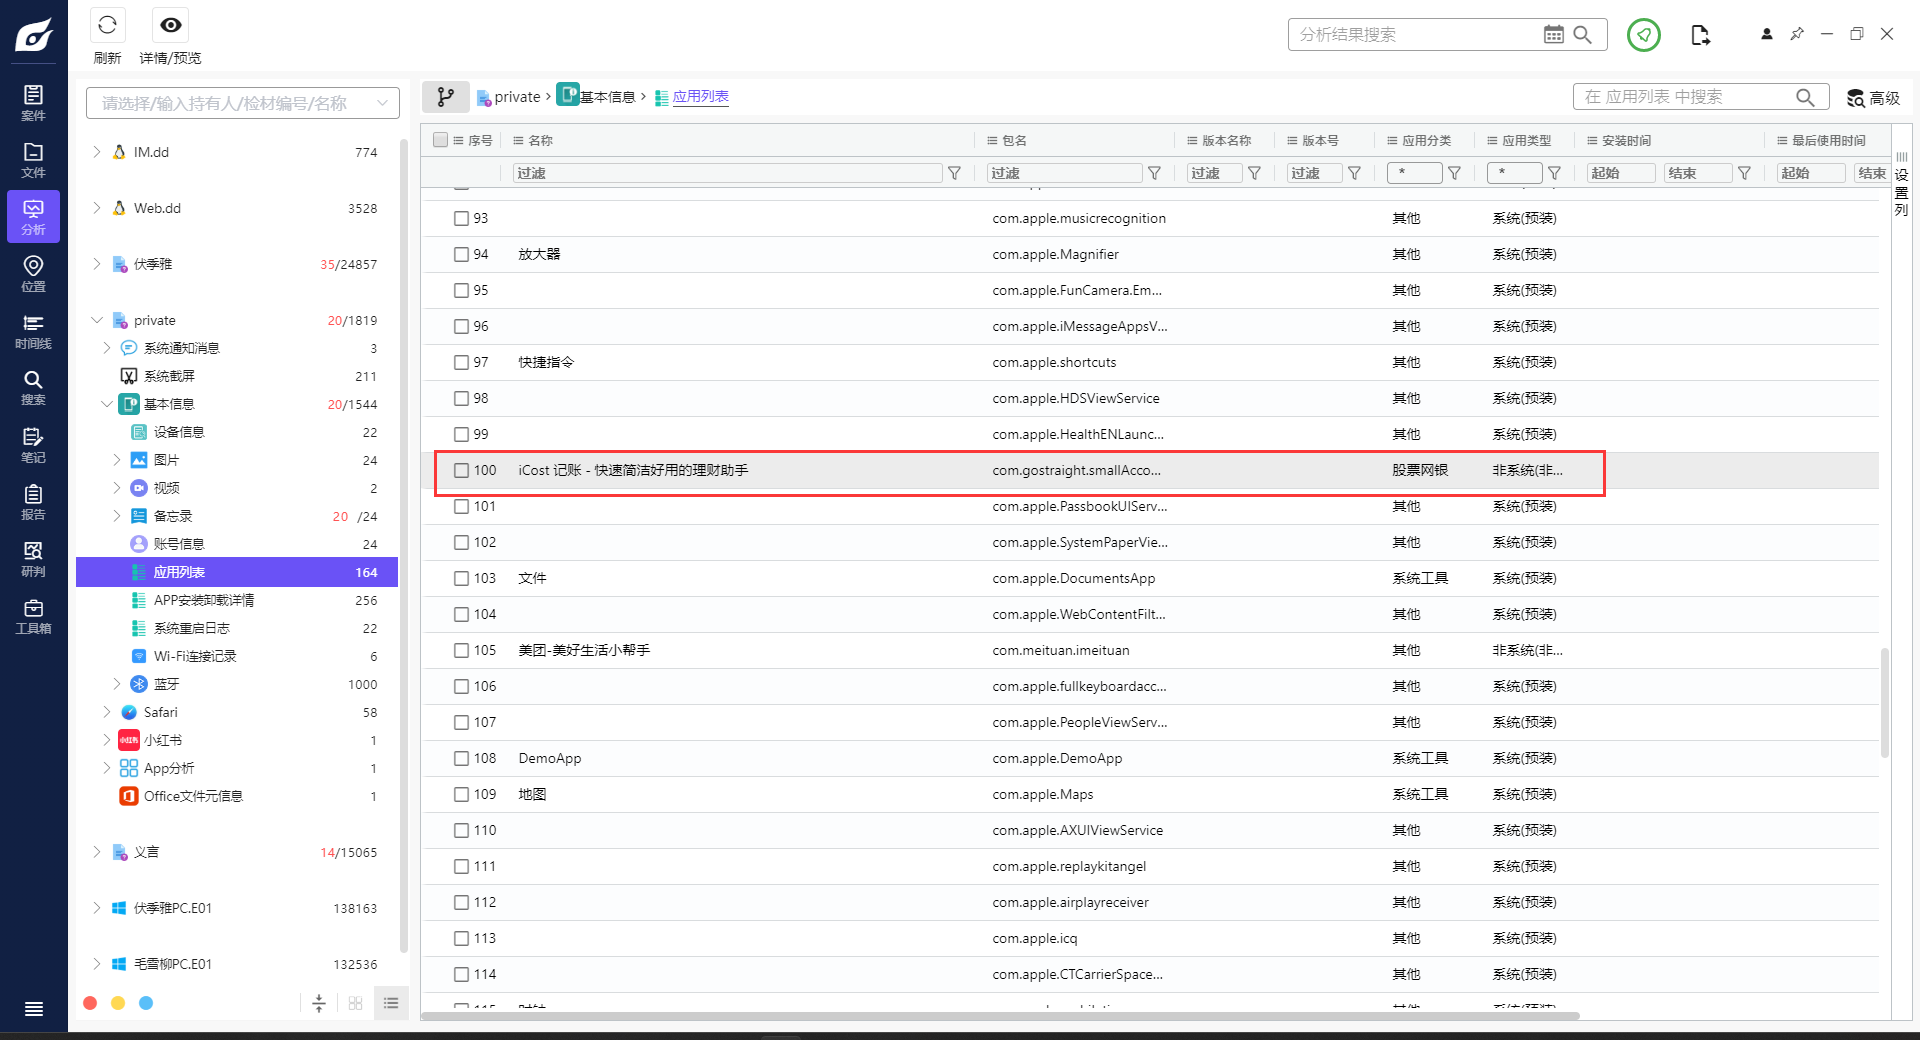 刷新
详情/预览
分析结果搜索
案件
文件
分析
位置
时间线
搜索
笔记
报告
研判
工具箱
请选择/输入持有人/检材编号/名称
IM.dd 774
Web.dd 3528
伏季雅 35/24857
private 20/1819
系统通知消息 3
系统截屏 211
基本信息 20/1544
设备信息 22
图片 24
视频 2
备忘录 20 /24
账号信息 24
应用列表 164
APP安装卸载详情 256
系统重启日志 22
Wi-Fi连接记录 6
蓝牙 1000
Safari 58
小红书 1
App分析 1
Office文件元信息 1
义言 14/15065
伏季雅PC.E01 138163
毛雪柳PC.E01 132536
private 基本信息 应用列表
在 应用列表 中搜索
高级
序号 名称 包名 版本名称 版本号 应用分类 应用类型 安装时间 最后使用时间
过滤 过滤 过滤 过滤 * * 起始 结束 起始 结束
设置列
93 com.apple.musicrecognition 其他 系统(预装)
94 放大器 com.apple.Magnifier 其他 系统(预装)
95 com.apple.FunCamera.Em... 其他 系统(预装)
96 com.apple.iMessageAppsV... 其他 系统(预装)
97 快捷指令 com.apple.shortcuts 其他 系统(预装)
98 com.apple.HDSViewService 其他 系统(预装)
99 com.apple.HealthENLaunc... 其他 系统(预装)
100 iCost 记账 - 快速简洁好用的理财助手 com.gostraight.smallAcco... 股票网银 非系统(非...
101 com.apple.PassbookUIServ... 其他 系统(预装)
102 com.apple.SystemPaperVie... 其他 系统(预装)
103 文件 com.apple.DocumentsApp 系统工具 系统(预装)
104 com.apple.WebContentFilt... 其他 系统(预装)
105 美团-美好生活小帮手 com.meituan.imeituan 其他 非系统(非...
106 com.apple.fullkeyboardacc... 其他 系统(预装)
107 com.apple.PeopleViewServ... 其他 系统(预装)
108 DemoApp com.apple.DemoApp 系统工具 系统(预装)
109 地图 com.apple.Maps 系统工具 系统(预装)
110 com.apple.AXUIViewService 其他 系统(预装)
111 com.apple.replaykitangel 其他 系统(预装)
112 com.apple.airplayreceiver 其他 系统(预装)
113 com.apple.icq 其他 系统(预装)
114 com.apple.CTCarrierSpace... 其他 系统(预装)